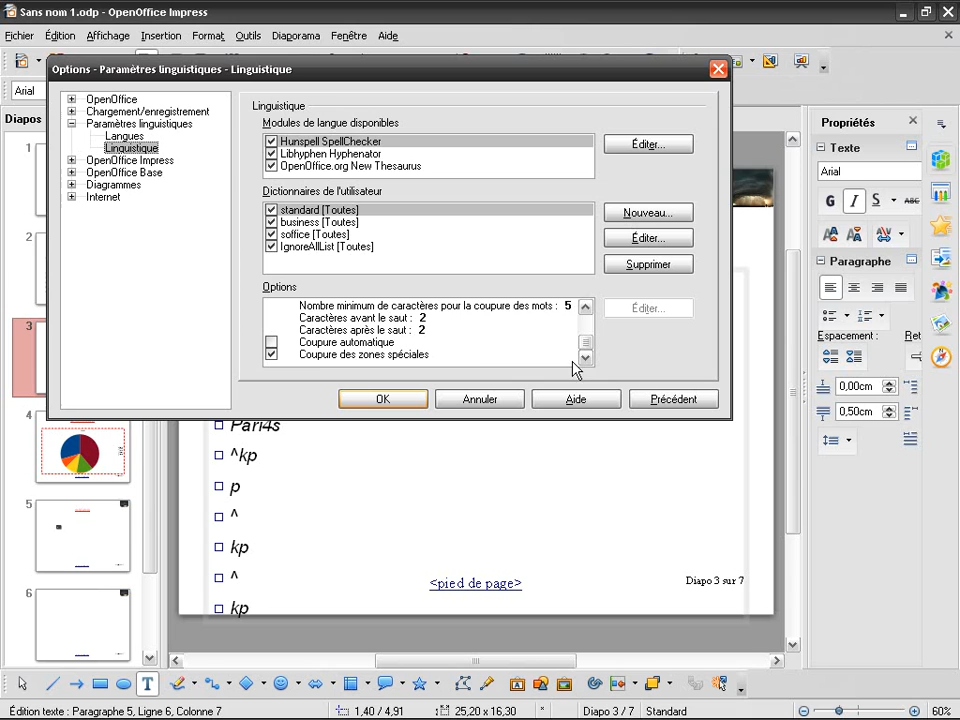 Sans nom 1.odp - OpenOffice Impress
Fichier Édition Affichage Insertion Format Outils Diaporama Fenêtre Aide
Arial
Diapos
1
2
3
4
5
6
Options - Paramètres linguistiques - Linguistique
OpenOffice
Chargement/enregistrement
Paramètres linguistiques
Langues
Linguistique
OpenOffice Impress
OpenOffice Base
Diagrammes
Internet
Linguistique
Modules de langue disponibles
Hunspell SpellChecker
Libhyphen Hyphenator
OpenOffice.org New Thesaurus
Éditer...
Dictionnaires de l'utilisateur
standard [Toutes]
business [Toutes]
soffice [Toutes]
IgnoreAllList [Toutes]
Nouveau...
Éditer...
Supprimer
Options
Nombre minimum de caractères pour la coupure des mots : 5
Caractères avant le saut : 2
Caractères après le saut : 2
Coupure automatique
Coupure des zones spéciales
Éditer...
OK Annuler Aide Précédent
Pari4s
^kp
p
^
kp
^
kp
<pied de page>
Diapo 3 sur 7
Propriétés
Texte
Arial
G I S ABC
Paragraphe
Espacement : Ret
0,00cm
0,50cm
Édition texte : Paragraphe 5, Ligne 6, Colonne 7 1,40 / 4,91 25,20 x 16,30 * Diapo 3 / 7 Standard 60%